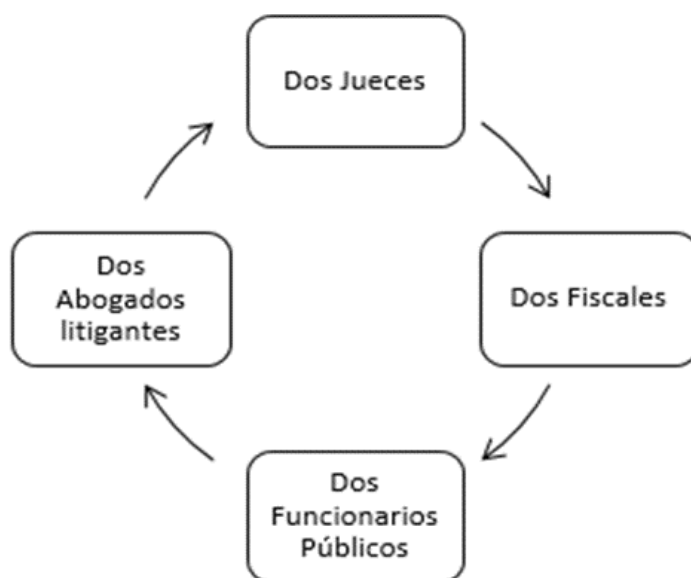 Dos Jueces
Dos Fiscales
Dos
Funcionarios
Públicos
Dos
Abogados
litigantes